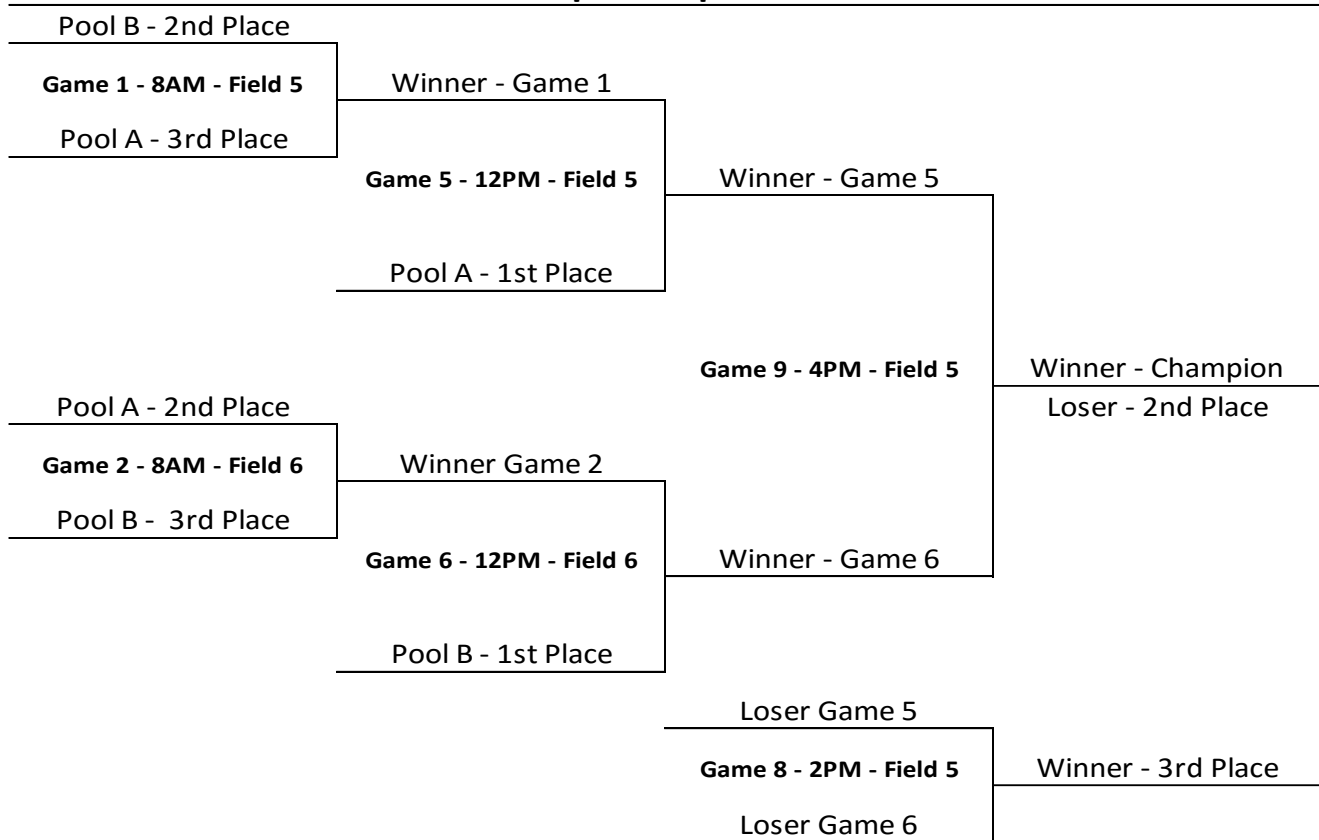 Pool B - 2nd Place
Game 1 - 8AM - Field 5
Winner - Game 1
Pool A - 3rd Place
Game 5 - 12PM - Field 5
Winner - Game 5
Pool A - 1st Place
Game 9 - 4PM - Field 5
Winner - Champion
Pool A - 2nd Place
Loser - 2nd Place
Game 2 - 8AM - Field 6
Winner Game 2
Pool B - 3rd Place
Game 6 - 12PM - Field 6
Winner - Game 6
Pool B - 1st Place
Loser Game 5
Game 8 - 2PM - Field 5
Winner - 3rd Place
Loser Game 6